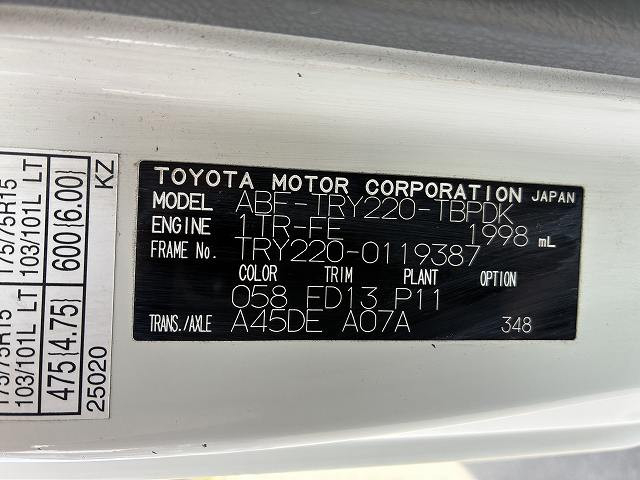 TOYOTA MOTOR CORPORATION JAPAN
MODEL ABF-TRY220-TBPDK
ENGINE 1TR-FE 1998 mL
FRAME No. TRY220-0119387
COLOR TRIM PLANT OPTION
058 FD13 P11
TRANS./AXLE A45DE A07A 348
175/75R15
103/101L LT
600{6.00}
KZ
175/75R15
103/101L LT
475{4.75}
25020